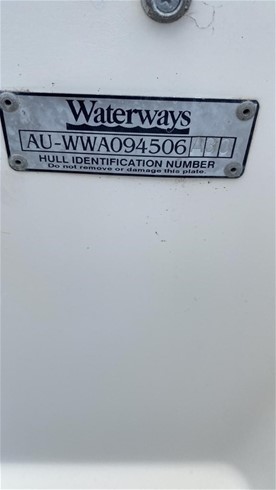 Waterways
AU-WWA094506
HULL IDENTIFICATION NUMBER
Do not remove or damage this plate.